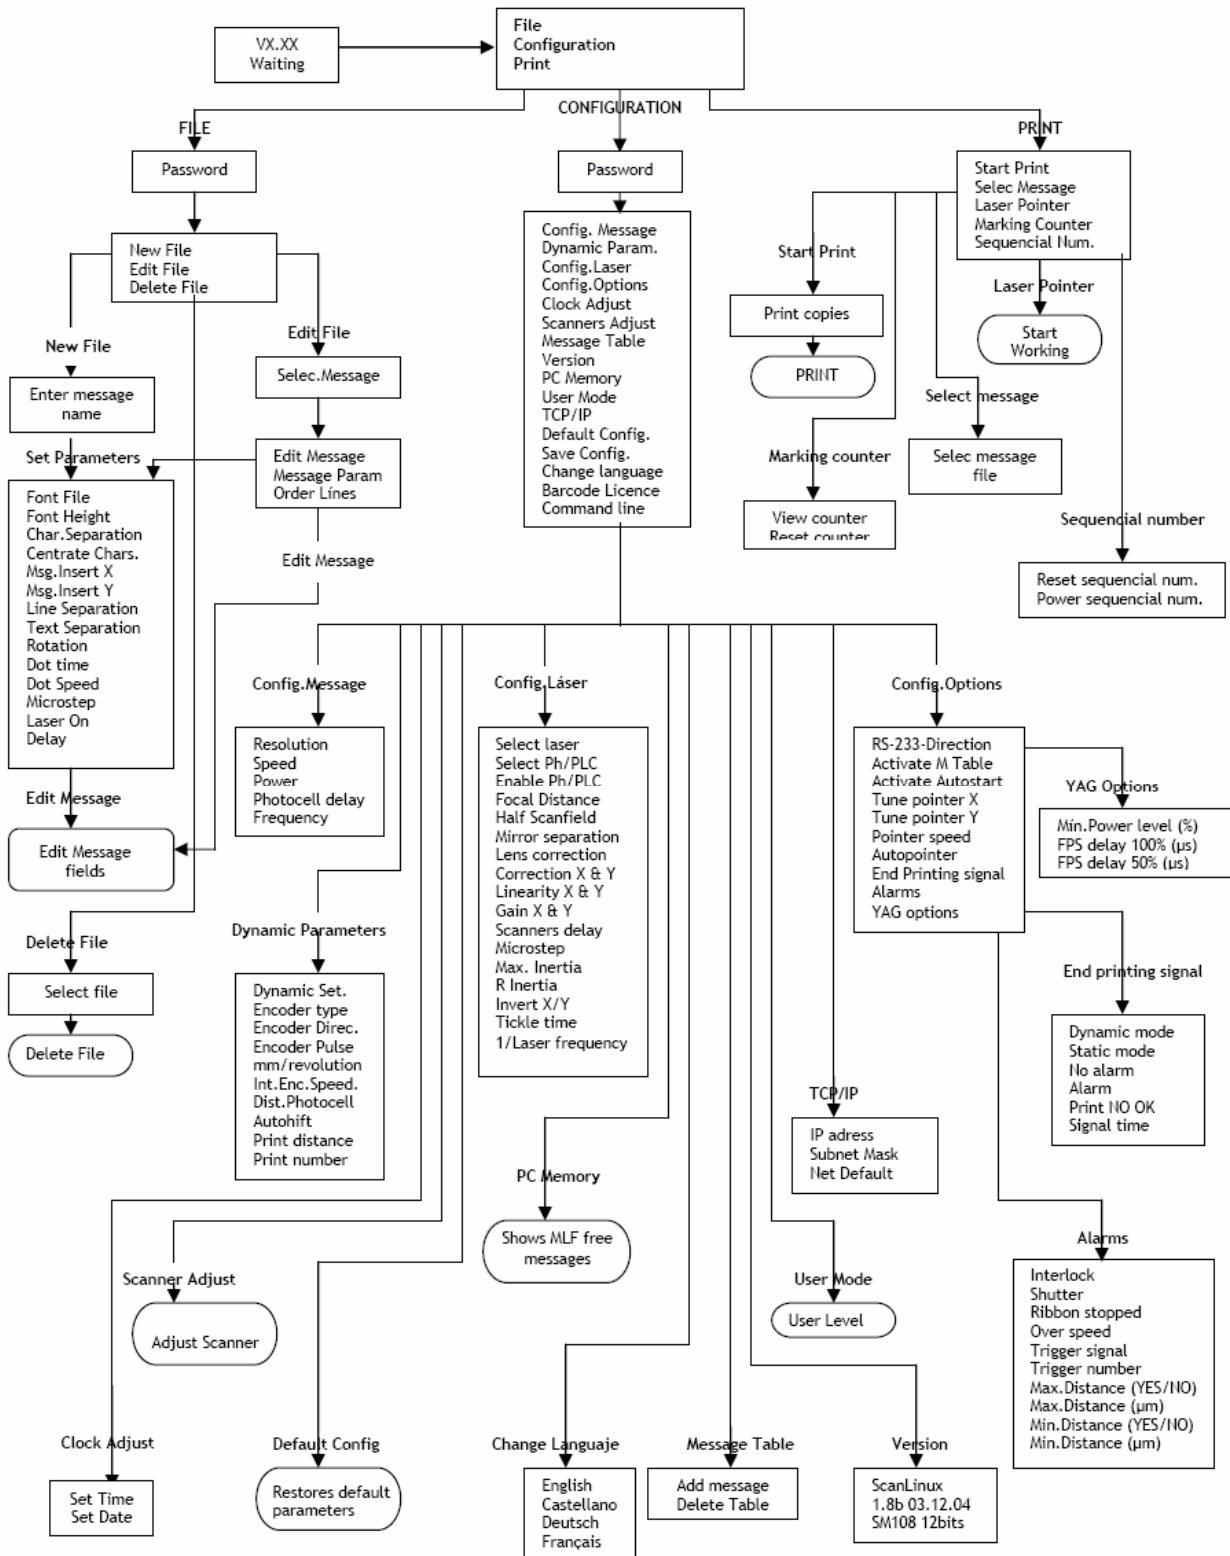 VX.XX
Waiting
File
Configuration
Print
FILE
CONFIGURATION
PRINT
Password
New File
Edit File
Delete File
New File
Enter message
name
Set Parameters
Font File
Font Height
Char.Separation
Centrate Chars.
Msg.Insert X
Msg.Insert Y
Line Separation
Text Separation
Rotation
Dot time
Dot Speed
Microstep
Laser On
Delay
Edit Message
Edit Message
fields
Delete File
Select file
Delete File
Edit File
Selec.Message
Edit Message
Message Param
Order Lines
Edit Message
Password
Config. Message
Dynamic Param.
Config.Laser
Config.Options
Clock Adjust
Scanners Adjust
Message Table
Version
PC Memory
User Mode
TCP/IP
Default Config.
Save Config.
Change language
Barcode Licence
Command line
Start Print
Selec Message
Laser Pointer
Marking Counter
Sequencial Num.
Start Print
Print copies
PRINT
Laser Pointer
Start
Working
Select message
Selec message
file
Marking counter
View counter
Reset counter
Sequencial number
Reset sequencial num.
Power sequencial num.
Config.Message
Resolution
Speed
Power
Photocell delay
Frequency
Dynamic Parameters
Dynamic Set.
Encoder type
Encoder Direc.
Encoder Pulse
mm/revolution
Int.Enc.Speed.
Dist.Photocell
Autohift
Print distance
Print number
Config.Láser
Select laser
Select Ph/PLC
Enable Ph/PLC
Focal Distance
Half Scanfield
Mirror separation
Lens correction
Correction X & Y
Linearity X & Y
Gain X & Y
Scanners delay
Microstep
Max. Inertia
R Inertia
Invert X/Y
Tickle time
1/Laser frequency
Config.Options
RS-233-Direction
Activate M Table
Activate Autostart
Tune pointer X
Tune pointer Y
Pointer speed
Autopointer
End Printing signal
Alarms
YAG options
YAG Options
Mín.Power level (%)
FPS delay 100% (µs)
FPS delay 50% (µs)
End printing signal
Dynamic mode
Static mode
No alarm
Alarm
Print NO OK
Signal time
TCP/IP
IP adress
Subnet Mask
Net Default
PC Memory
Shows MLF free
messages
Alarms
Interlock
Shutter
Ribbon stopped
Over speed
Trigger signal
Trigger number
Max.Distance (YES/NO)
Max.Distance (µm)
Min.Distance (YES/NO)
Min.Distance (µm)
Scanner Adjust
Adjust Scanner
User Mode
User Level
Clock Adjust
Set Time
Set Date
Default Config
Restores default
parameters
Change Languaje
English
Castellano
Deutsch
Français
Message Table
Add message
Delete Table
Version
ScanLinux
1.8b 03.12.04
SM108 12bits